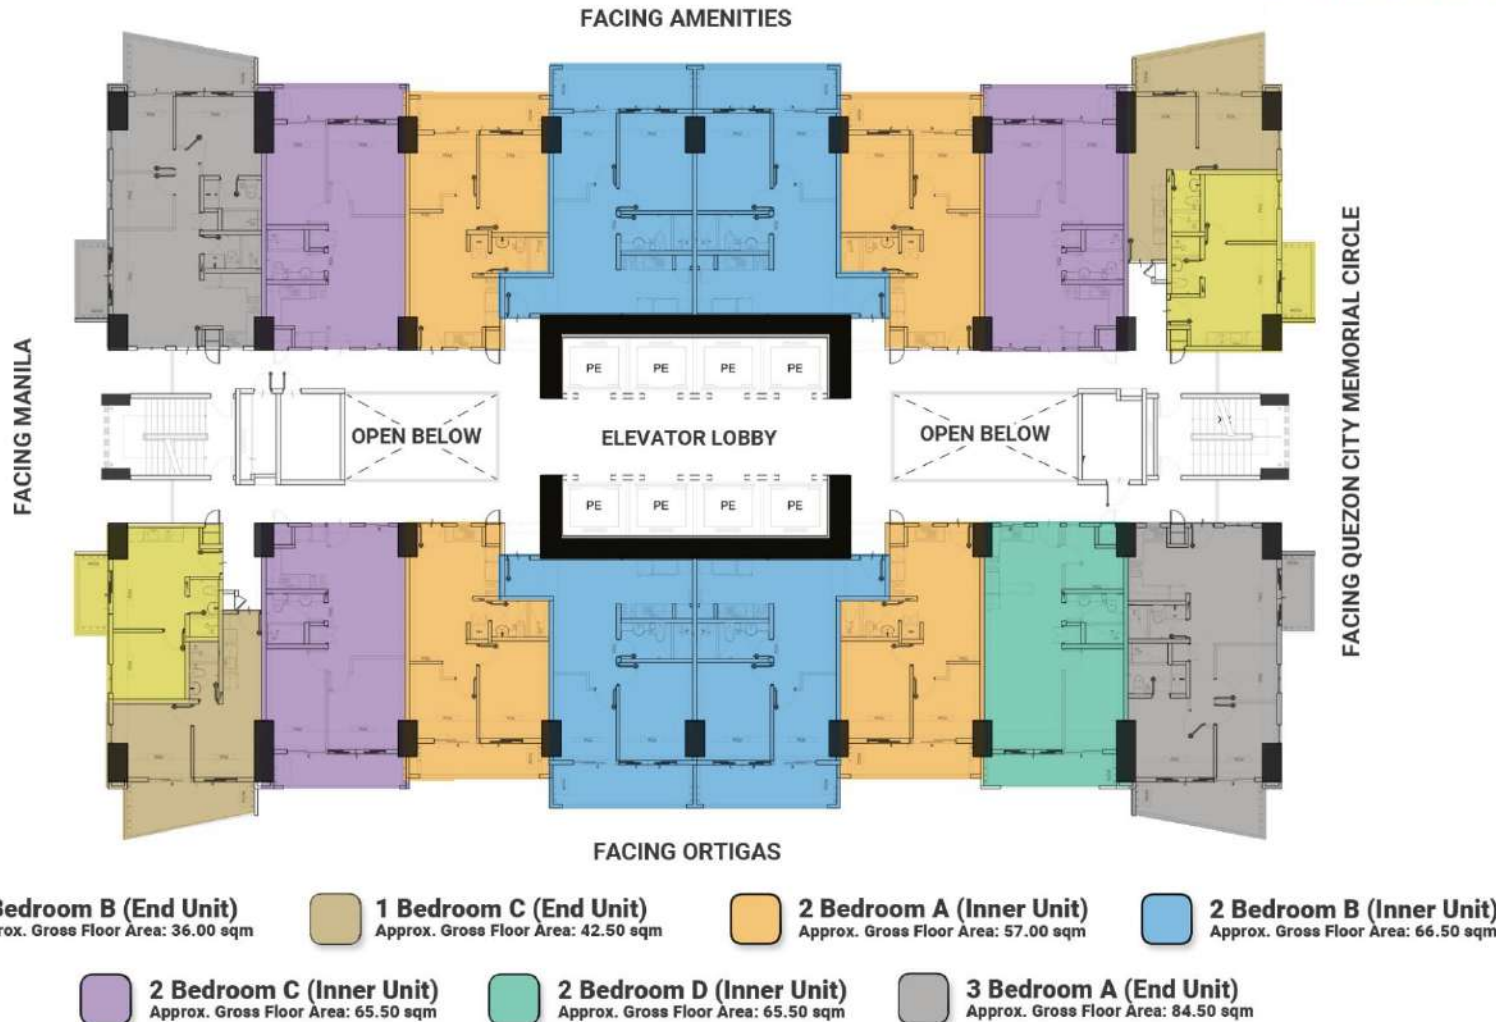 FACING AMENITIES
FACING MANILA
FACING QUEZON CITY MEMORIAL CIRCLE
PE PE PE PE
OPEN BELOW
ELEVATOR LOBBY
OPEN BELOW
PE PE PE PE
FACING ORTIGAS
Bedroom B (End Unit)
rox. Gross Floor Area: 36.00 sqm
1 Bedroom C (End Unit)
Approx. Gross Floor Area: 42.50 sqm
2 Bedroom A (Inner Unit)
Approx. Gross Floor Area: 57.00 sqm
2 Bedroom B (Inner Unit)
Approx. Gross Floor Area: 66.50 sqm
2 Bedroom C (Inner Unit)
Approx. Gross Floor Area: 65.50 sqm
2 Bedroom D (Inner Unit)
Approx. Gross Floor Area: 65.50 sqm
3 Bedroom A (End Unit)
Approx. Gross Floor Area: 84.50 sqm